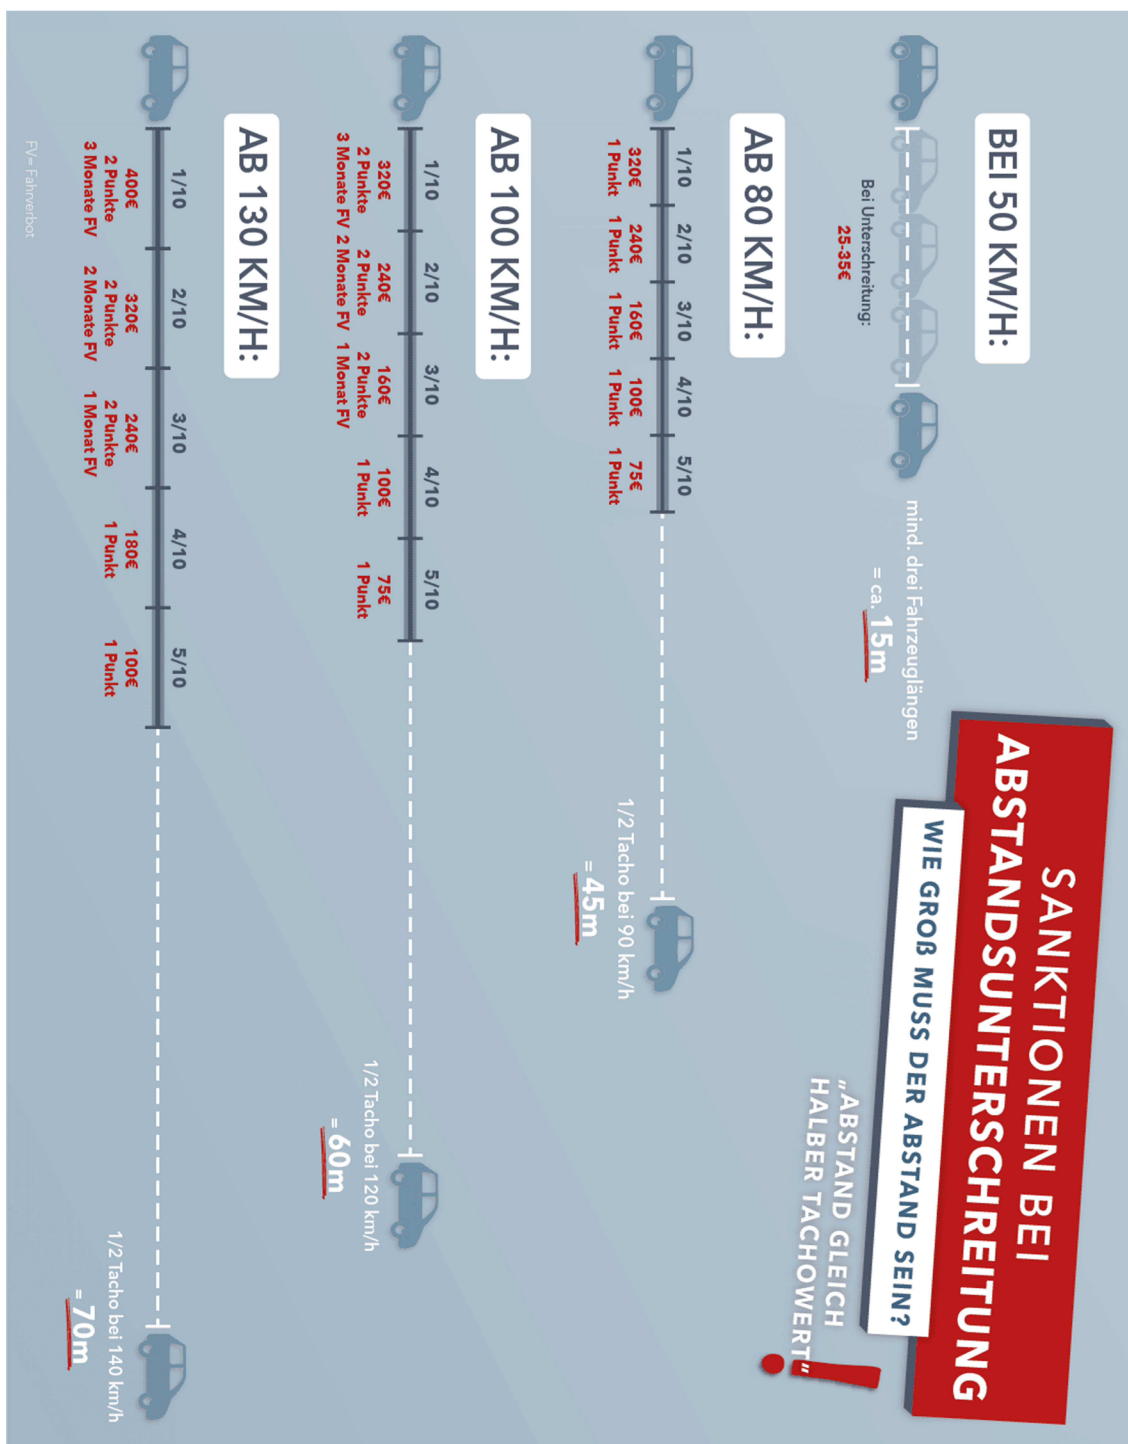 SANKTIONEN BEI
ABSTANDSUNTERSCHREITUNG
WIE GROß MUSS DER ABSTAND SEIN?
„ABSTAND GLEICH
HALBER TACHOWERT"
!
BEI 50 KM/H:
mind. drei Fahrzeuglängen
= ca. 15m
Bei Unterschreitung:
25-35€
AB 80 KM/H:
1/10 2/10 3/10 4/10 5/10
320€ 240€ 160€ 100€ 75€
1 Punkt 1 Punkt 1 Punkt 1 Punkt 1 Punkt
1/2 Tacho bei 90 km/h
= 45m
AB 100 KM/H:
1/10 2/10 3/10 4/10 5/10
320€ 240€ 160€ 100€ 75€
2 Punkte 2 Punkte 2 Punkte 1 Punkt 1 Punkt
3 Monate FV 2 Monate FV 1 Monat FV
1/2 Tacho bei 120 km/h
= 60m
AB 130 KM/H:
1/10 2/10 3/10 4/10 5/10
400€ 320€ 240€ 180€ 100€
2 Punkte 2 Punkte 2 Punkte 1 Punkt 1 Punkt
3 Monate FV 2 Monate FV 1 Monat FV
1/2 Tacho bei 140 km/h
= 70m
FV= Fahrverbot